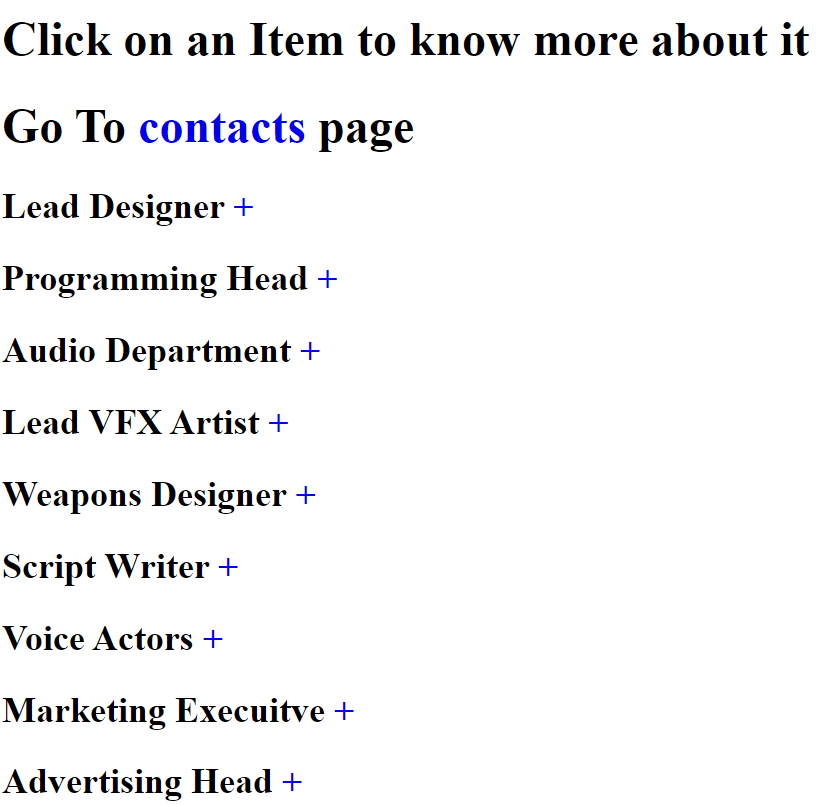 Click on an Item to know more about it
Go To contacts page
Lead Designer +
Programming Head +
Audio Department +
Lead VFX Artist +
Weapons Designer +
Script Writer +
Voice Actors +
Marketing Execuitve +
Advertising Head +